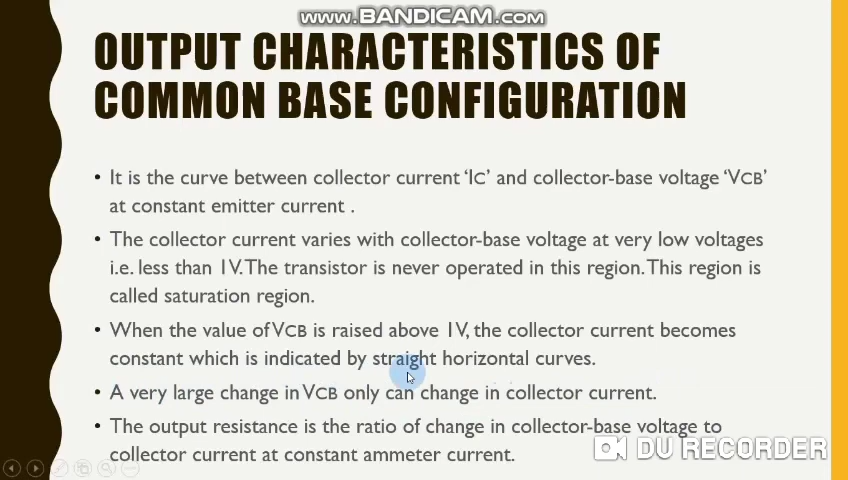 www.BANDICAM.com
OUTPUT CHARACTERISTICS OF
COMMON BASE CONFIGURATION
• It is the curve between collector current ‘IC’ and collector-base voltage ‘VCB’
at constant emitter current .
• The collector current varies with collector-base voltage at very low voltages
i.e. less than 1V. The transistor is never operated in this region. This region is
called saturation region.
• When the value of VCB is raised above 1V, the collector current becomes
constant which is indicated by straight horizontal curves.
• A very large change in VCB only can change in collector current.
• The output resistance is the ratio of change in collector-base voltage to
collector current at constant ammeter current.
DU RECORDER